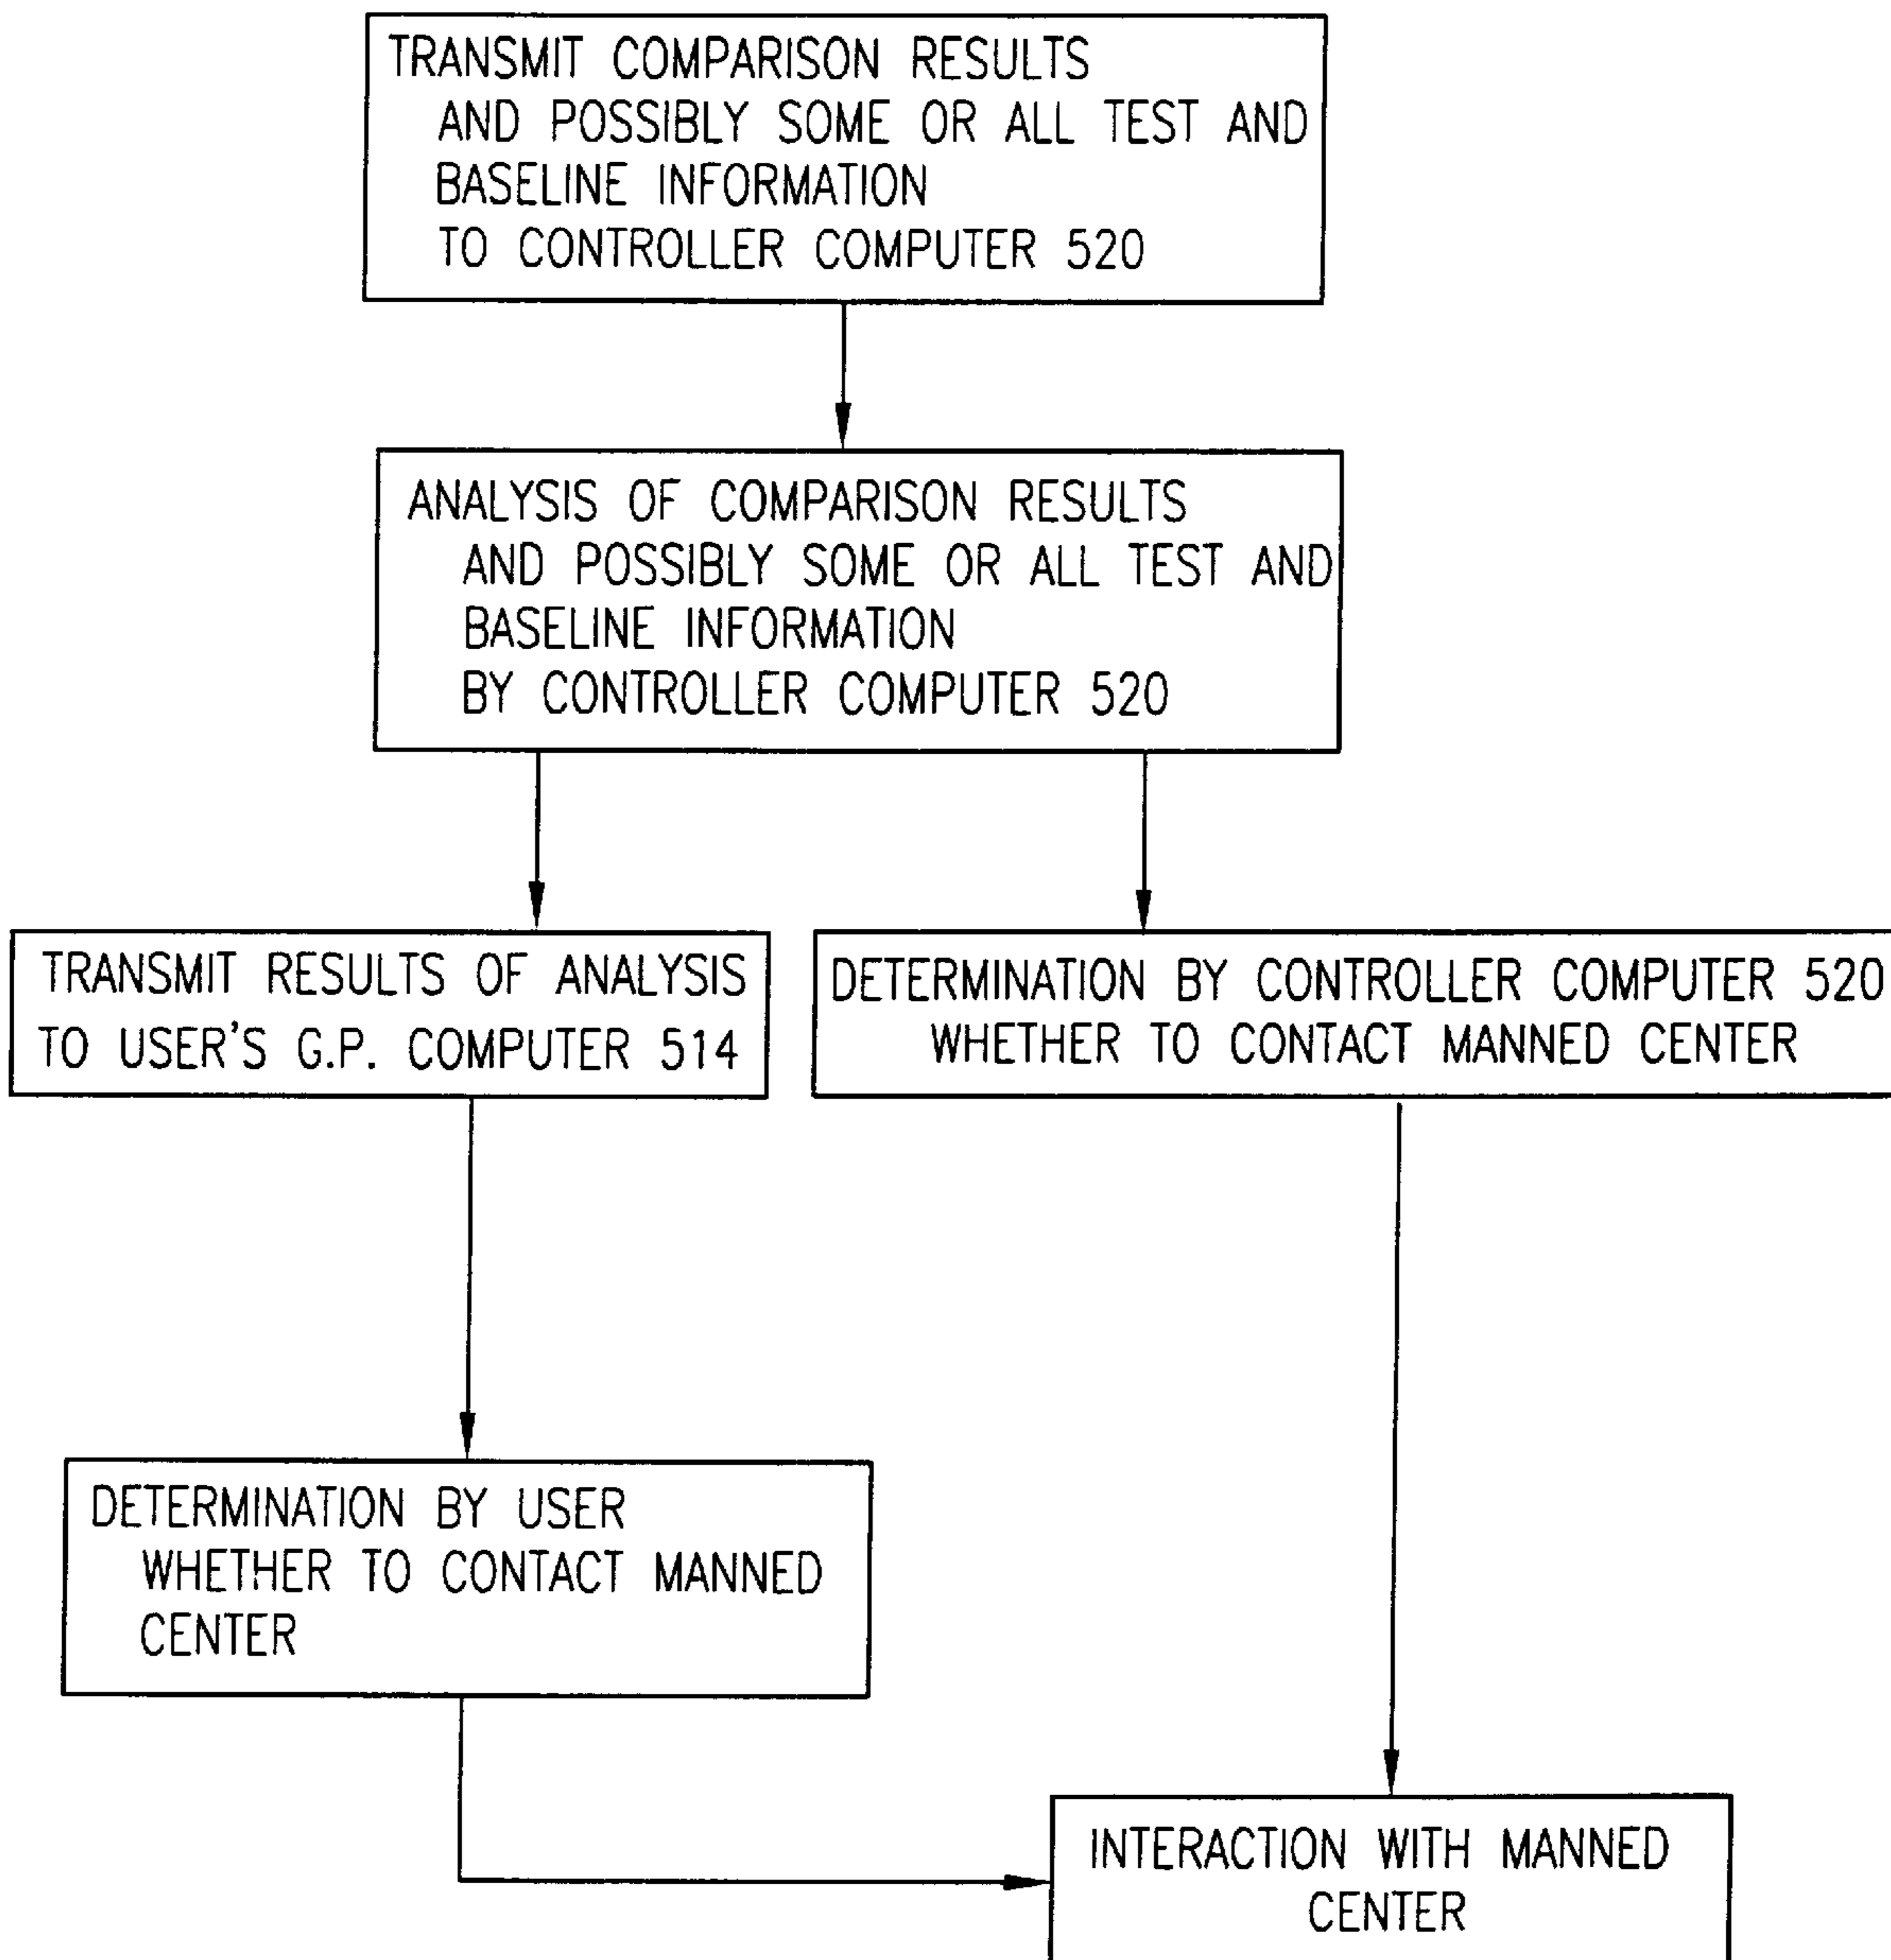 TRANSMIT COMPARISON RESULTS
AND POSSIBLY SOME OR ALL TEST AND
BASELINE INFORMATION
TO CONTROLLER COMPUTER 520
ANALYSIS OF COMPARISON RESULTS
AND POSSIBLY SOME OR ALL TEST AND
BASELINE INFORMATION
BY CONTROLLER COMPUTER 520
TRANSMIT RESULTS OF ANALYSIS
TO USER'S G.P. COMPUTER 514
DETERMINATION BY CONTROLLER COMPUTER 520
WHETHER TO CONTACT MANNED CENTER
DETERMINATION BY USER
WHETHER TO CONTACT MANNED
CENTER
INTERACTION WITH MANNED
CENTER